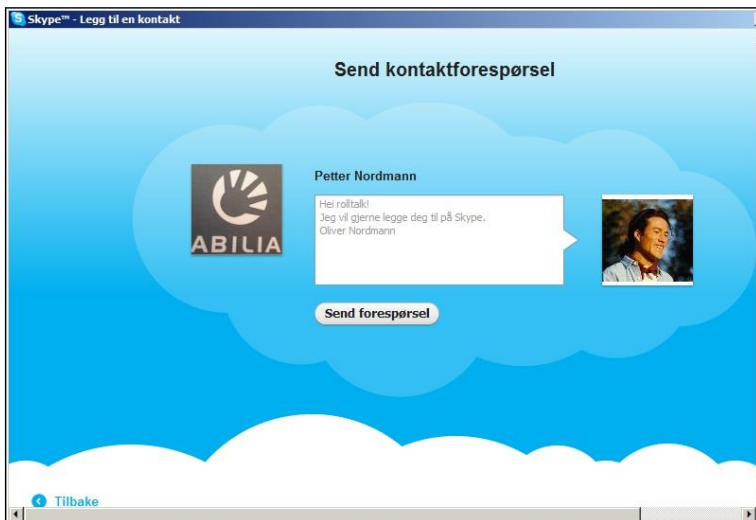 Skype™ - Legg til en kontakt
Send kontaktforespørsel
Petter Nordmann
ABILIA
Hei rolltalk!
Jeg vil gjerne legge deg til på Skype.
Oliver Nordmann
Send forespørsel
Tilbake